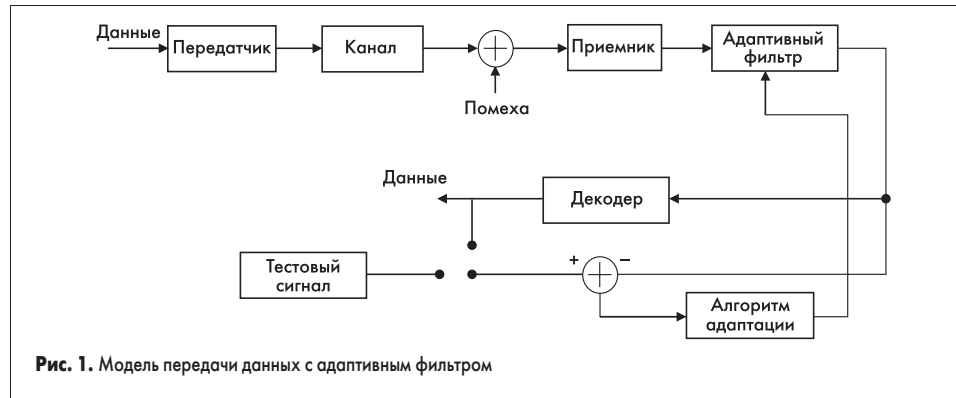 Данные
Передатчик
Канал
Приемник
Адаптивный
фильтр
Помеха
Данные
Декодер
Тестовый
сигнал
+
−
Алгоритм
адаптации
Рис. 1. Модель передачи данных с адаптивным фильтром